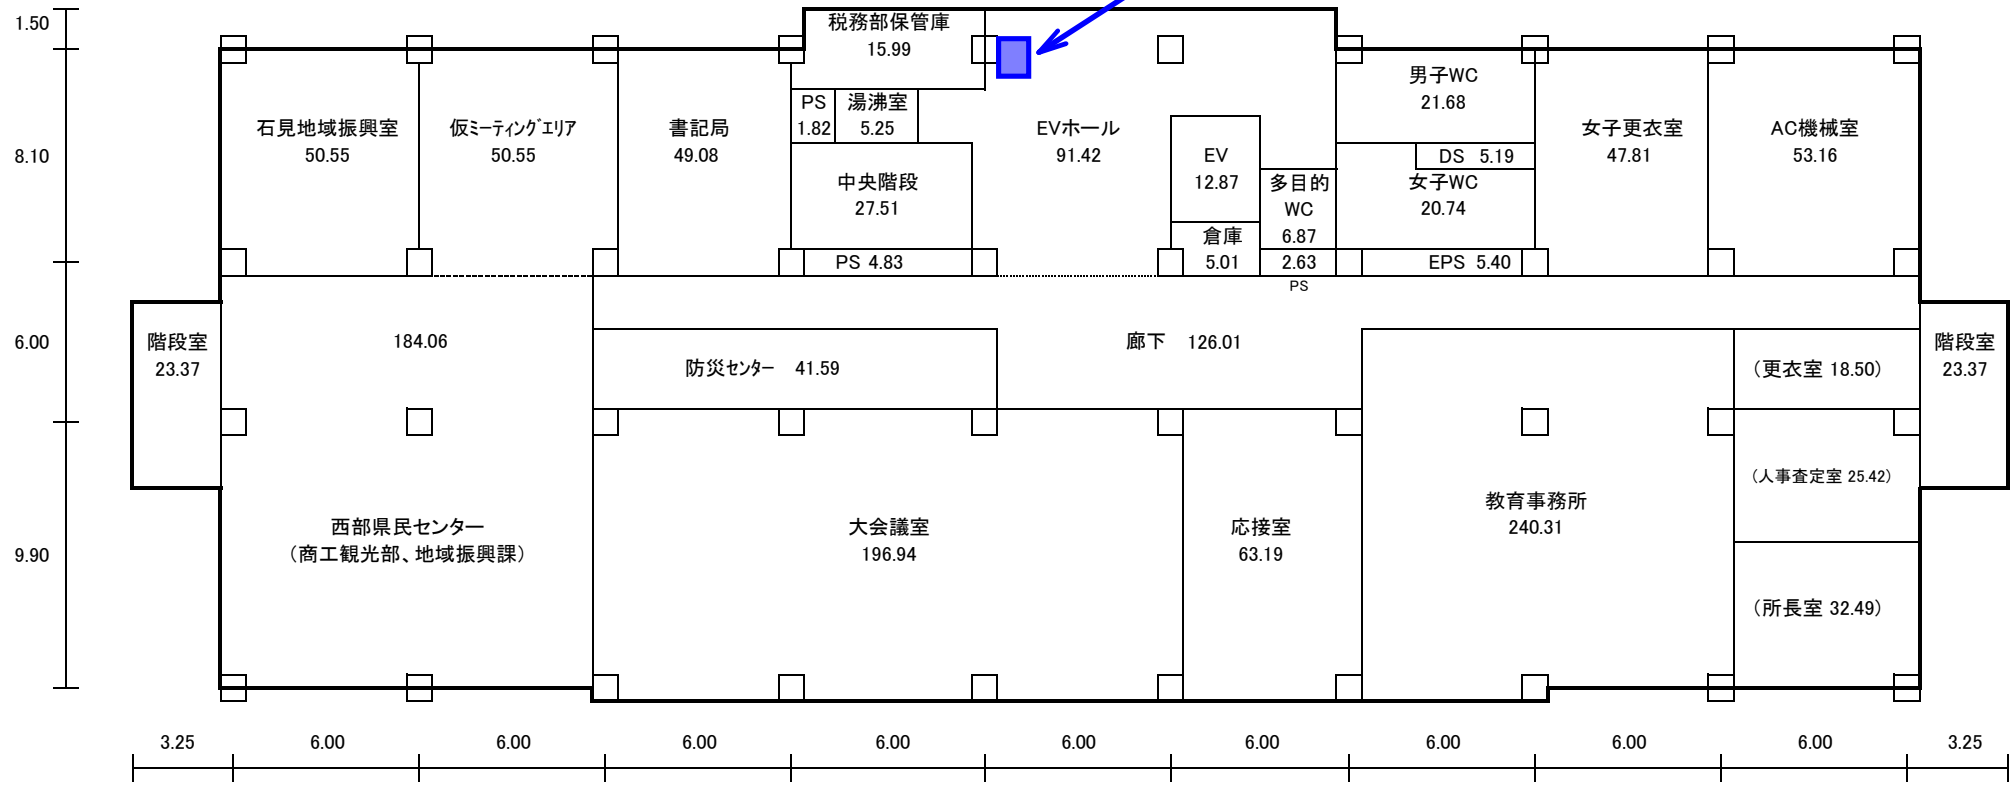 1.50
8.10
6.00
9.90
税務部保管庫
15.99
石見地域振興室
50.55
仮ﾐｰﾃｨﾝｸﾞｴﾘｱ
50.55
書記局
49.08
PS
1.82
湯沸室
5.25
中央階段
27.51
PS 4.83
EVホール
91.42
EV
12.87
倉庫
5.01
多目的
WC
6.87
2.63
PS
男子WC
21.68
DS 5.19
女子WC
20.74
EPS 5.40
女子更衣室
47.81
AC機械室
53.16
階段室
23.37
184.06
防災ｾﾝﾀｰ 41.59
廊下 126.01
（更衣室 18.50）
階段室
23.37
西部県民センター
（商工観光部、地域振興課）
大会議室
196.94
応接室
63.19
教育事務所
240.31
（人事査定室 25.42）
（所長室 32.49）
3.25 6.00 6.00 6.00 6.00 6.00 6.00 6.00 6.00 6.00 3.25